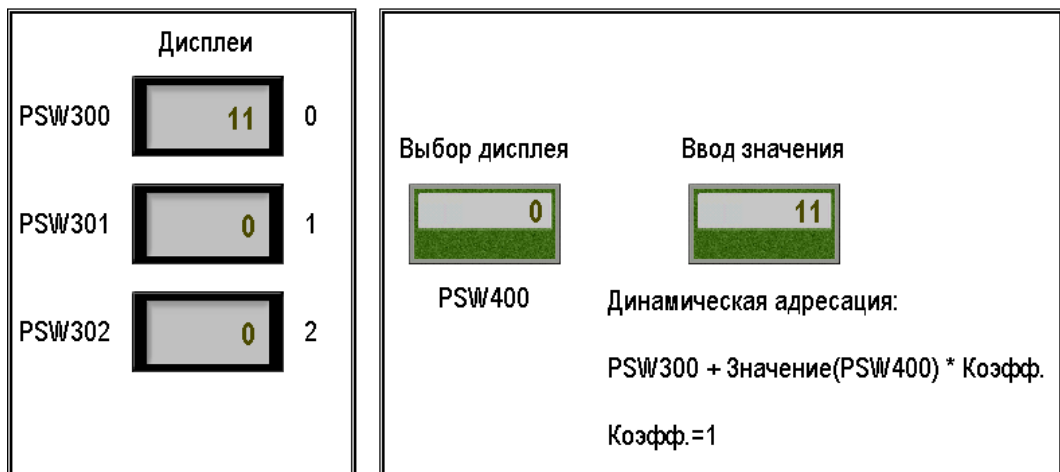 Дисплеи
PSW300 11 0
PSW301 0 1
PSW302 0 2
Выбор дисплея Ввод значения
0 11
PSW400
Динамическая адресация:
PSW300 + Значение(PSW400) * Коэфф.
Коэфф.=1